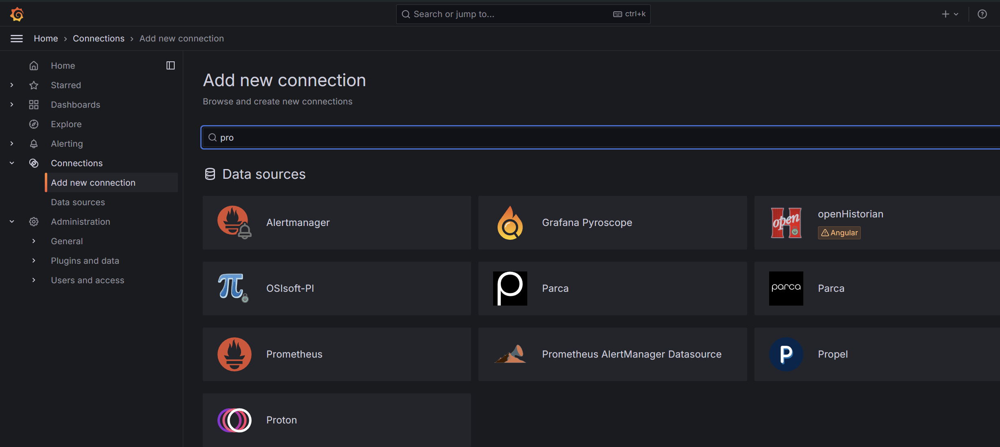 Search or jump to...
ctrl+k
Home
Connections
Add new connection
Home
Starred
Dashboards
Explore
Alerting
Connections
Add new connection
Data sources
Administration
General
Plugins and data
Users and access
Add new connection
Browse and create new connections
pro
Data sources
Alertmanager
Grafana Pyroscope
open
H
openHistorian
Angular
OSIsoft-PI
Parca
parca
Parca
Prometheus
Prometheus AlertManager Datasource
P
Propel
Proton